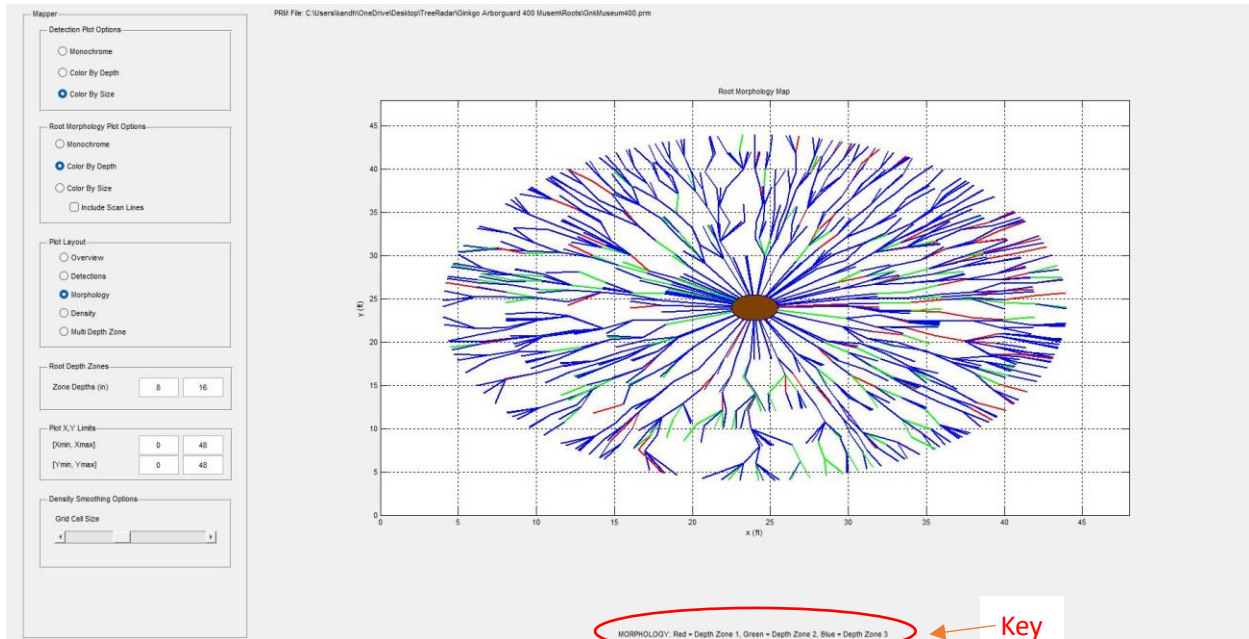 Mapper
PRM File: C:\Users\kandh\OneDrive\Desktop\TreeRadar\Ginkgo Arborguard 400 Musem\Roots\GnkMuseum400.prm
Detection Plot Options
Monochrome
Color By Depth
Color By Size
Root Morphology Plot Options
Monochrome
Color By Depth
Color By Size
Include Scan Lines
Plot Layout
Overview
Detections
Morphology
Density
Multi Depth Zone
Root Depth Zones
Zone Depths (in) 8 16
Plot X,Y Limits
[Xmin, Xmax] 0 48
[Ymin, Ymax] 0 48
Density Smoothing Options
Grid Cell Size
Root Morphology Map
y (ft)
45
40
35
30
25
20
15
10
5
0
0 5 10 15 20 25 30 35 40 45
x (ft)
MORPHOLOGY: Red = Depth Zone 1, Green = Depth Zone 2, Blue = Depth Zone 3
Key